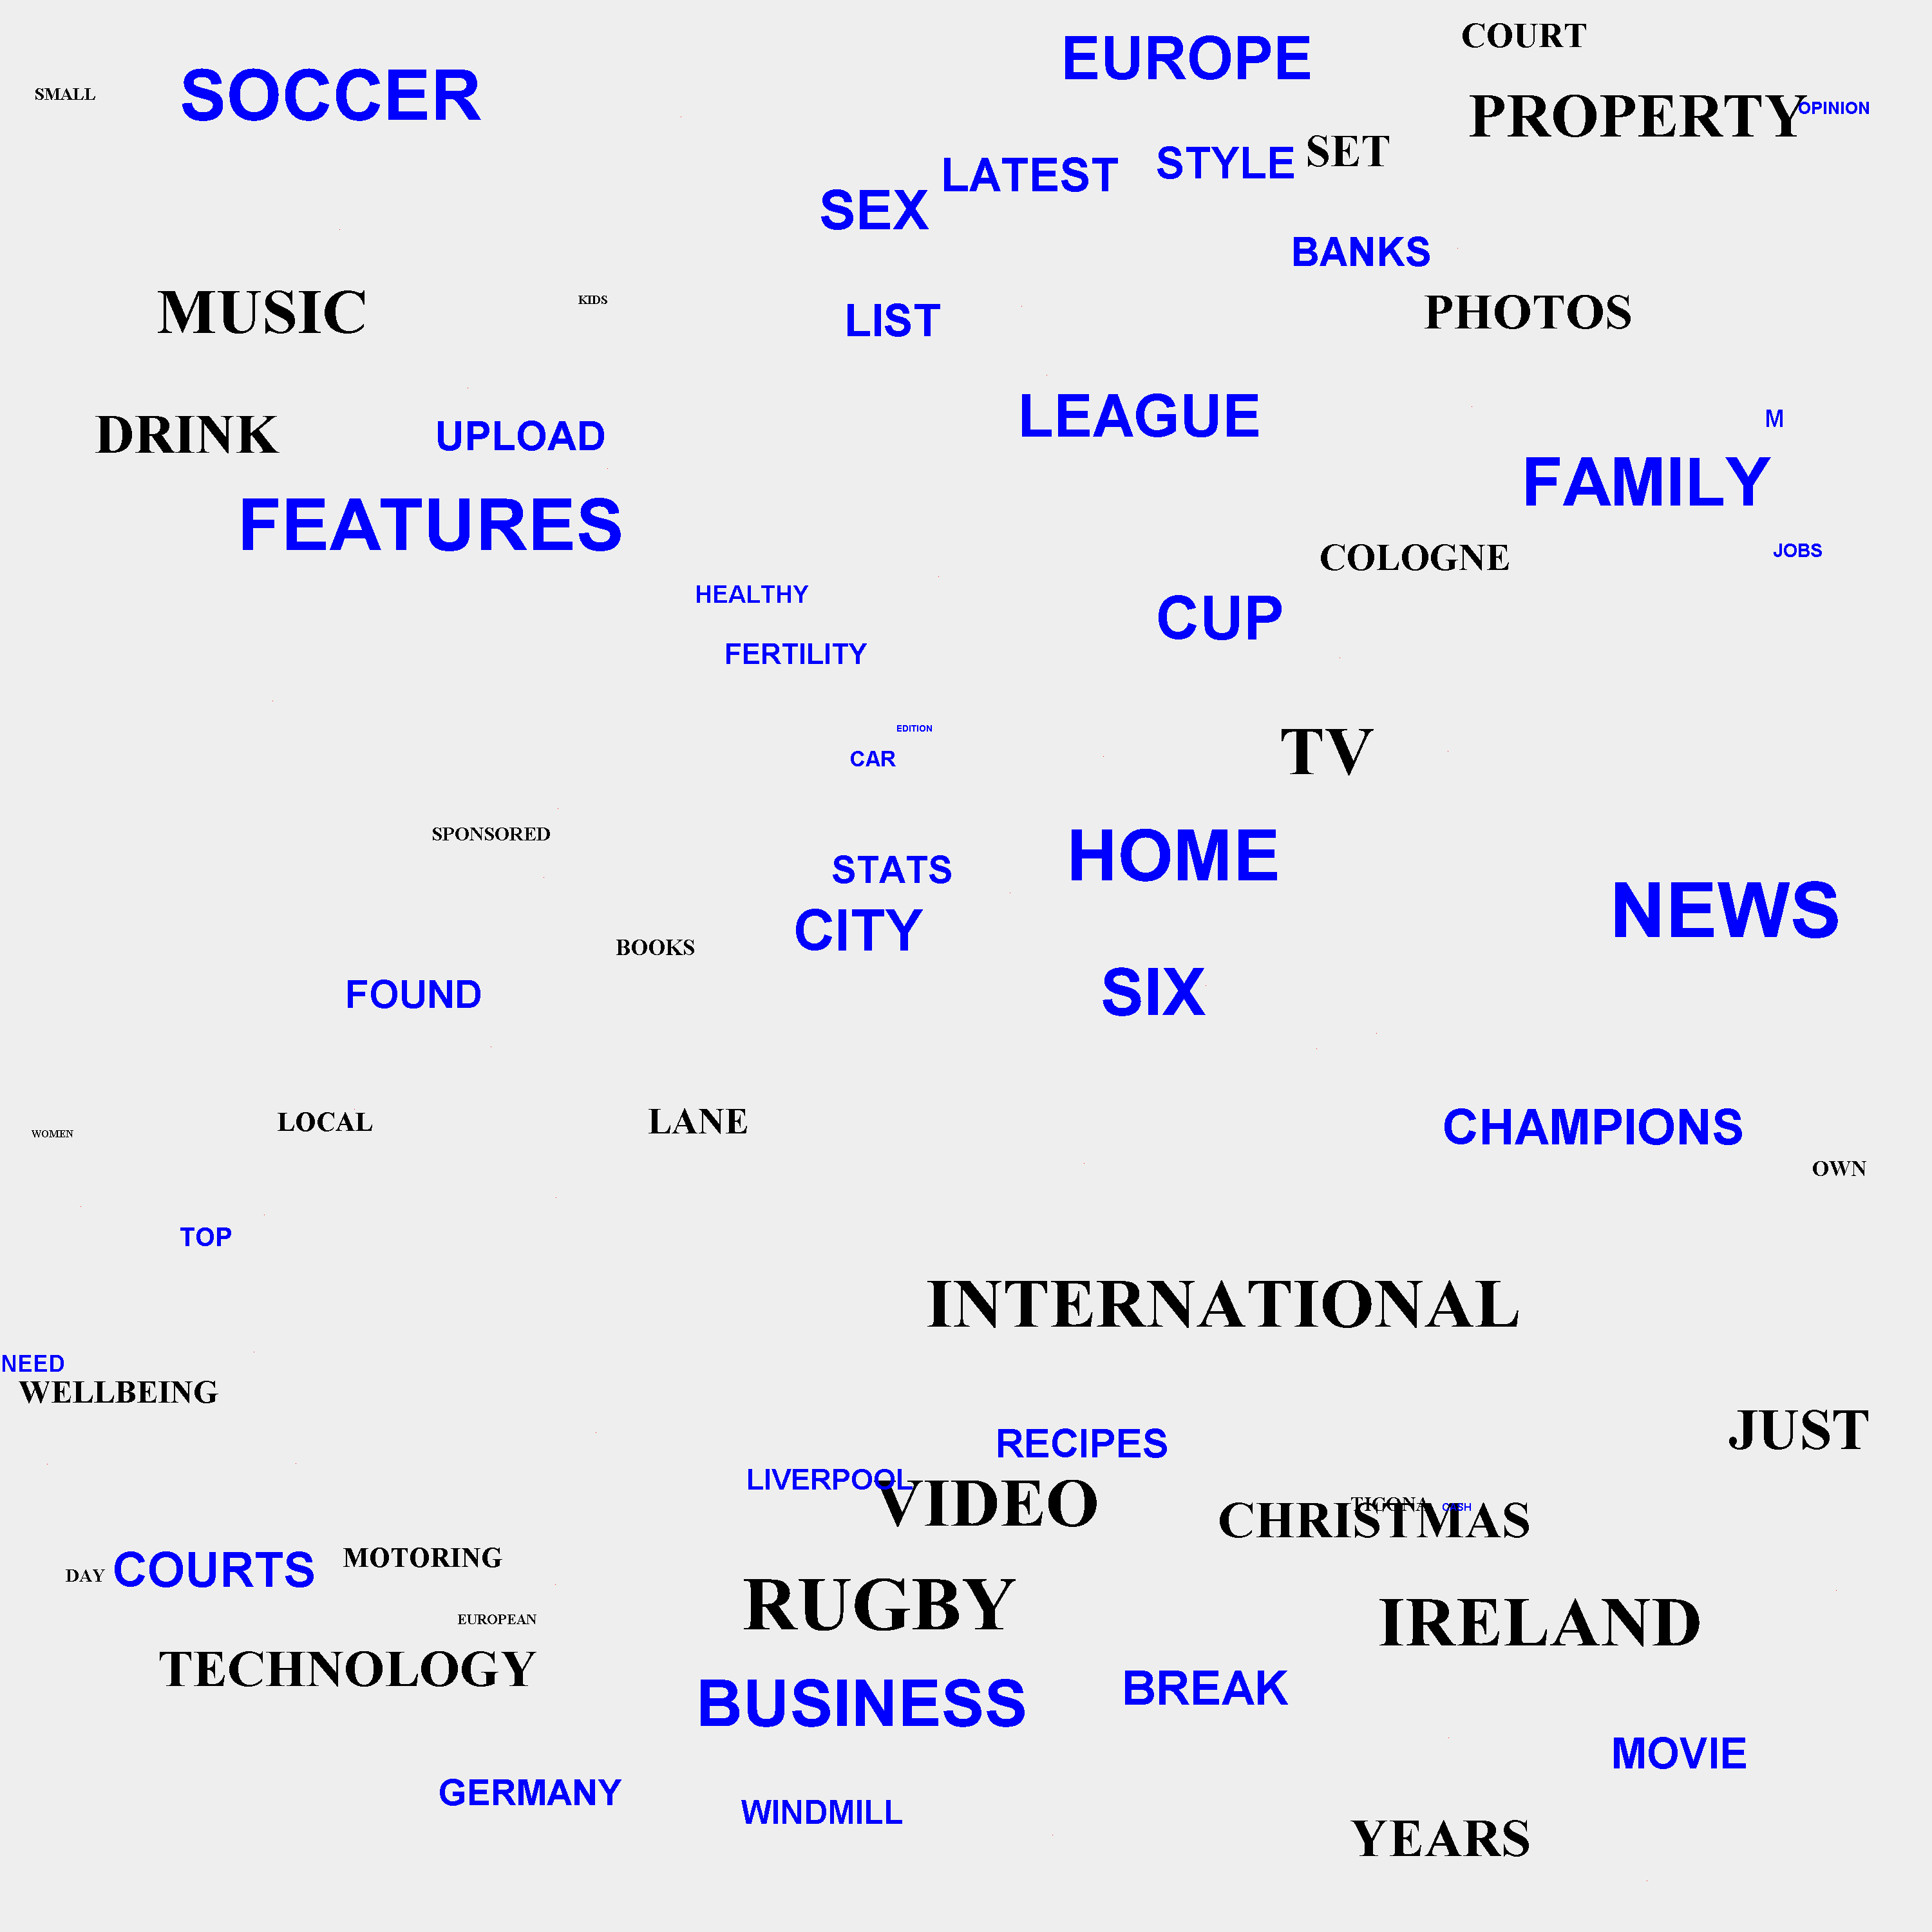 COURT
EUROPE
SMALL
SOCCER
PROPERTY
OPINION
SET
STYLE
LATEST
SEX
BANKS
KIDS
MUSIC
PHOTOS
LIST
LEAGUE
M
DRINK
UPLOAD
FAMILY
FEATURES
JOBS
COLOGNE
HEALTHY
CUP
FERTILITY
EDITION
TV
CAR
SPONSORED
HOME
STATS
NEWS
CITY
BOOKS
SIX
FOUND
LOCAL
LANE
CHAMPIONS
WOMEN
OWN
TOP
INTERNATIONAL
NEED
WELLBEING
JUST
RECIPES
LIVERPOOL
VIDEO
CASH
CHRISTMAS
MOTORING
COURTS
DAY
RUGBY
EUROPEAN
IRELAND
TECHNOLOGY
BREAK
BUSINESS
MOVIE
GERMANY
WINDMILL
YEARS